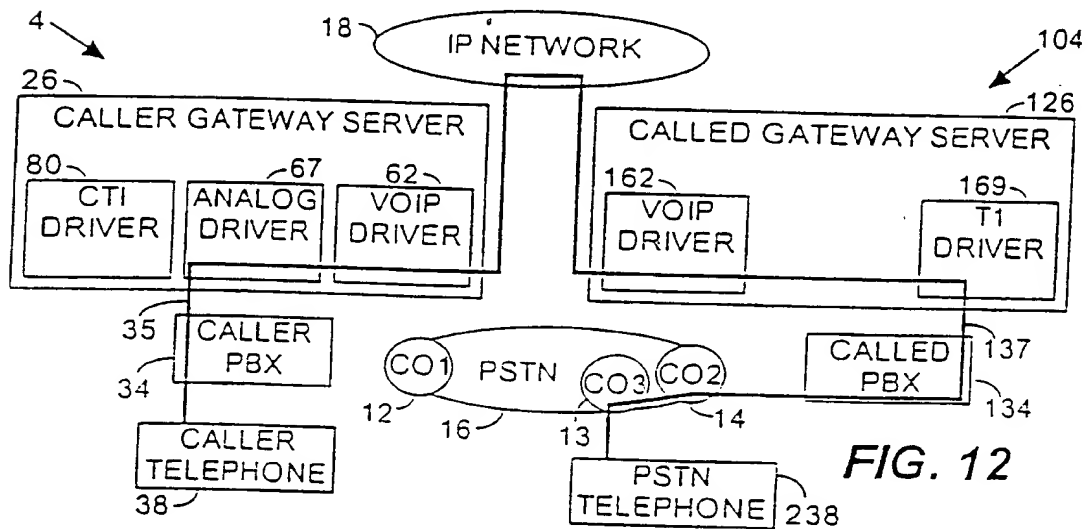 4
18
IP NETWORK
104
26
CALLER GATEWAY SERVER
126
CALLED GATEWAY SERVER
80
CTI
DRIVER
67
ANALOG
DRIVER
62
VOIP
DRIVER
162
VOIP
DRIVER
169
T1
DRIVER
35
34
CALLER
PBX
CO1
PSTN
CO3
CO2
CALLED
PBX
137
134
12
16
13
14
CALLER
TELEPHONE
38
PSTN
TELEPHONE
238
FIG. 12